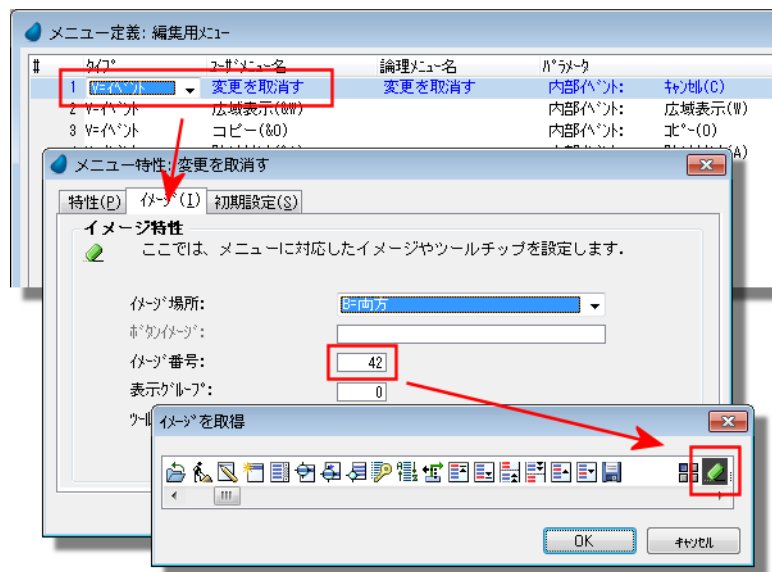 メニュー定義: 編集用ﾒﾆｭｰ
# ﾀｲﾌﾟ ﾕｰｻﾞﾒﾆｭｰ名 論理ﾒﾆｭｰ名 ﾊﾟﾗﾒｰﾀ
1 V=ｲﾍﾞﾝﾄ 変更を取消す 変更を取消す 内部ｲﾍﾞﾝﾄ: ｷｬﾝｾﾙ(C)
2 V=ｲﾍﾞﾝﾄ 広域表示(&W) 内部ｲﾍﾞﾝﾄ: 広域表示(W)
3 V=ｲﾍﾞﾝﾄ コピー(&O) 内部ｲﾍﾞﾝﾄ: ｺﾋﾟｰ(O)
(A)
メニュー特性: 変更を取消す
特性(P) ｲﾒｰｼﾞ(I) 初期設定(S)
イメージ特性
ここでは、メニューに対応したイメージやツールチップを設定します.
ｲﾒｰｼﾞ場所: B=両方
ﾎﾞﾀﾝｲﾒｰｼﾞ:
ｲﾒｰｼﾞ番号: 42
表示ｸﾞﾙｰﾌﾟ: 0
ﾂｰﾙ
ｲﾒｰｼﾞを取得
OK ｷｬﾝｾﾙ